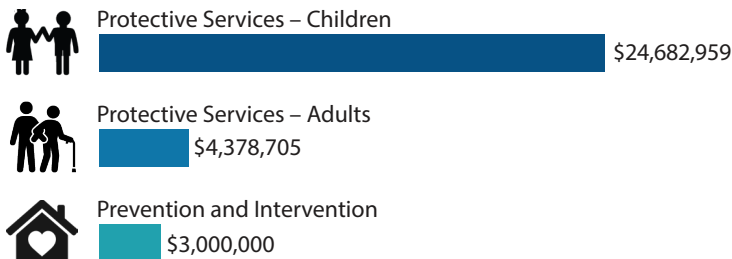 Protective Services – Children
$24,682,959
Protective Services – Adults
$4,378,705
Prevention and Intervention
$3,000,000